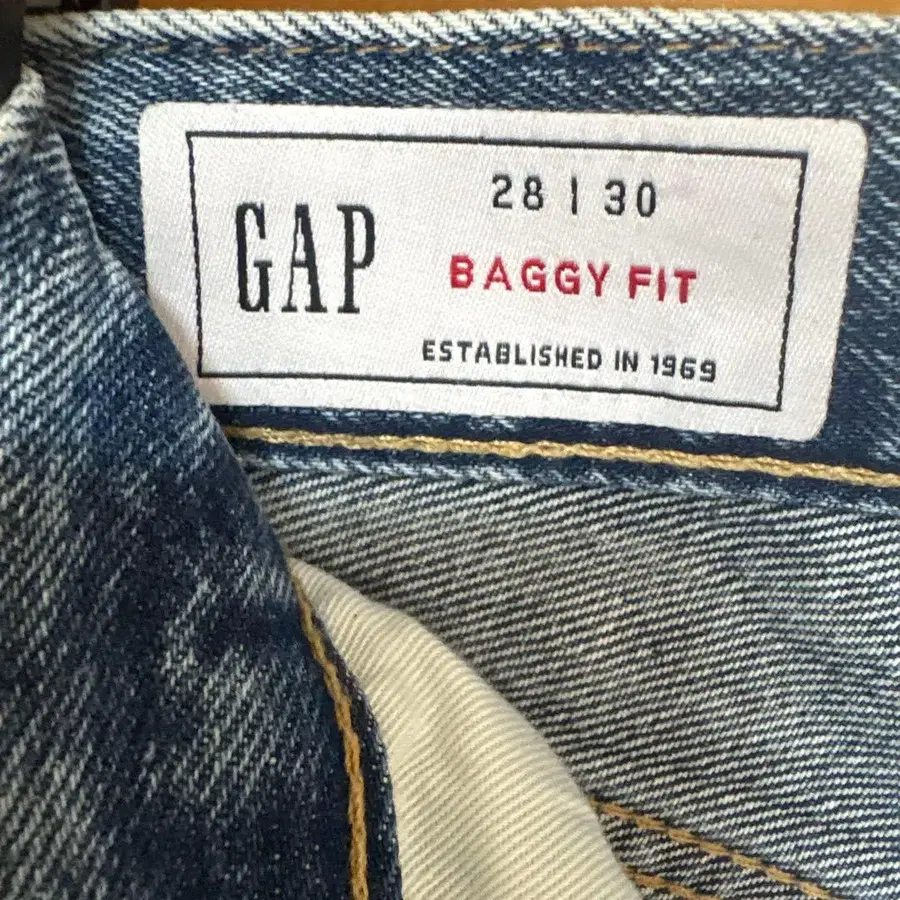 GAP
28 | 30
BAGGY FIT
ESTABLISHED IN 1969